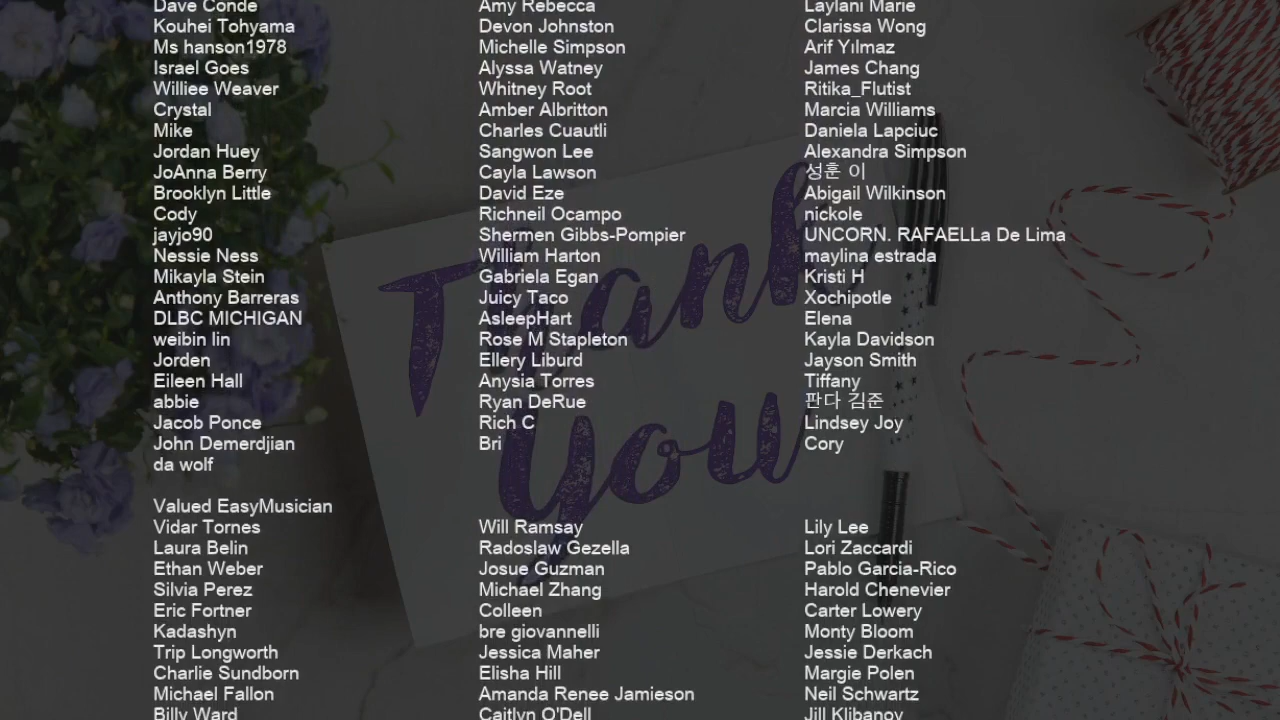 Dave Conde Amy Rebecca Laylani Marie
Kouhei Tohyama Devon Johnston Clarissa Wong
Ms hanson1978 Michelle Simpson Arif Yılmaz
Israel Goes Alyssa Watney James Chang
Williee Weaver Whitney Root Ritika_Flutist
Crystal Amber Albritton Marcia Williams
Mike Charles Cuautli Daniela Lapciuc
Jordan Huey Sangwon Lee Alexandra Simpson
JoAnna Berry Cayla Lawson 성훈 이
Brooklyn Little David Eze Abigail Wilkinson
Cody Richneil Ocampo nickole
jayjo90 Shermen Gibbs-Pompier UNCORN. RAFAELLa De Lima
Nessie Ness William Harton maylina estrada
Mikayla Stein Gabriela Egan Kristi H
Anthony Barreras Juicy Taco Xochipotle
DLBC MICHIGAN AsleepHart Elena
weibin lin Rose M Stapleton Kayla Davidson
Jorden Ellery Liburd Jayson Smith
Eileen Hall Anysia Torres Tiffany
abbie Ryan DeRue 판다 김준
Jacob Ponce Rich C Lindsey Joy
John Demerdjian Bri Cory
da wolf
Valued EasyMusician
Vidar Tornes Will Ramsay Lily Lee
Laura Belin Radoslaw Gezella Lori Zaccardi
Ethan Weber Josue Guzman Pablo Garcia-Rico
Silvia Perez Michael Zhang Harold Chenevier
Eric Fortner Colleen Carter Lowery
Kadashyn bre giovannelli Monty Bloom
Trip Longworth Jessica Maher Jessie Derkach
Charlie Sundborn Elisha Hill Margie Polen
Michael Fallon Amanda Renee Jamieson Neil Schwartz
Billy Ward Caitlyn O'Dell Jill Klibanov
Thank
you